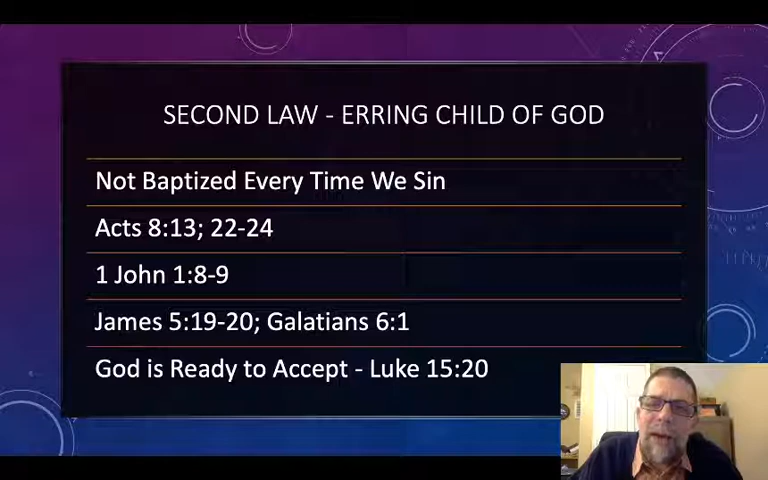 SECOND LAW - ERRING CHILD OF GOD
Not Baptized Every Time We Sin
Acts 8:13; 22-24
1 John 1:8-9
James 5:19-20; Galatians 6:1
God is Ready to Accept - Luke 15:20